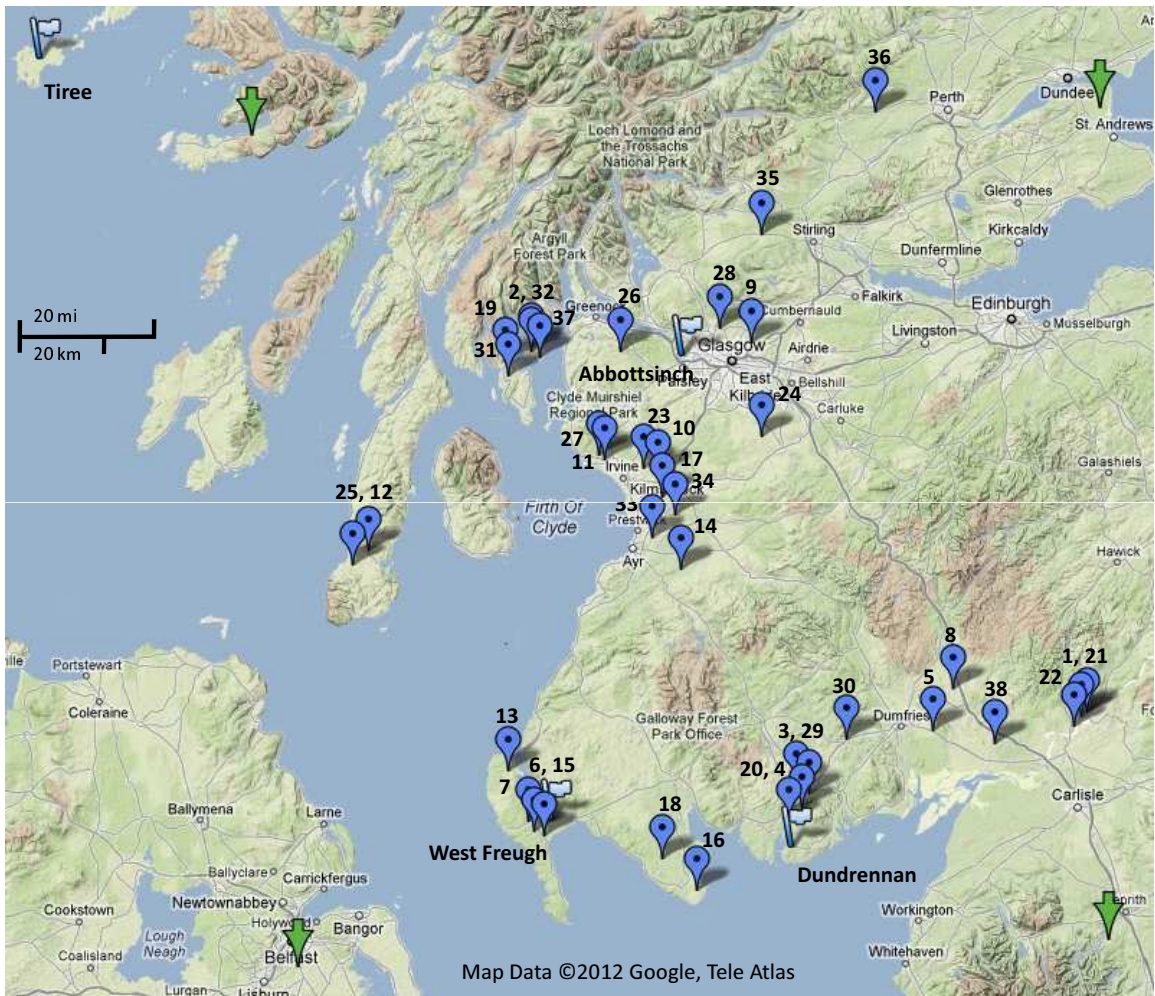 Tiree
36
Perth
Dundee
St. Andrews
Loch Lomond and
the Trossachs
National Park
35
Glenrothes
Stirling
Kirkcaldy
Argyll
Forest Park
Dunfermline
28
9
2, 32
26
19
Greenock
37
Falkirk
Cumbernauld
Edinburgh
Musselburgh
20 mi
20 km
31
Glasgow
Livingston
Airdrie
Abbottsinch
Paisley
East
Kilbride
Bellshill
24
Carluke
Clyde Muirshiel
Regional Park
23
10
27
11
17
Irvine
Galashiels
25, 12
34
Kilmarnock
33
Firth Of
Clyde
Prestwick
14
Ayr
Hawick
8
1, 21
Portstewart
22
5
38
30
Coleraine
13
Galloway Forest
Park Office
Dumfries
3, 29
6, 15
20, 4
7
Carlisle
Ballymena
Larne
18
West Freugh
16
Dundrennan
Ballyclare
Carrickfergus
Newtownabbey
Cookstown
Holywood
Bangor
Workington
Penrith
Lough
Neagh
Coalisland
Belfast
Whitehaven
Map Data ©2012 Google, Tele Atlas
Lurgan
Lisburn